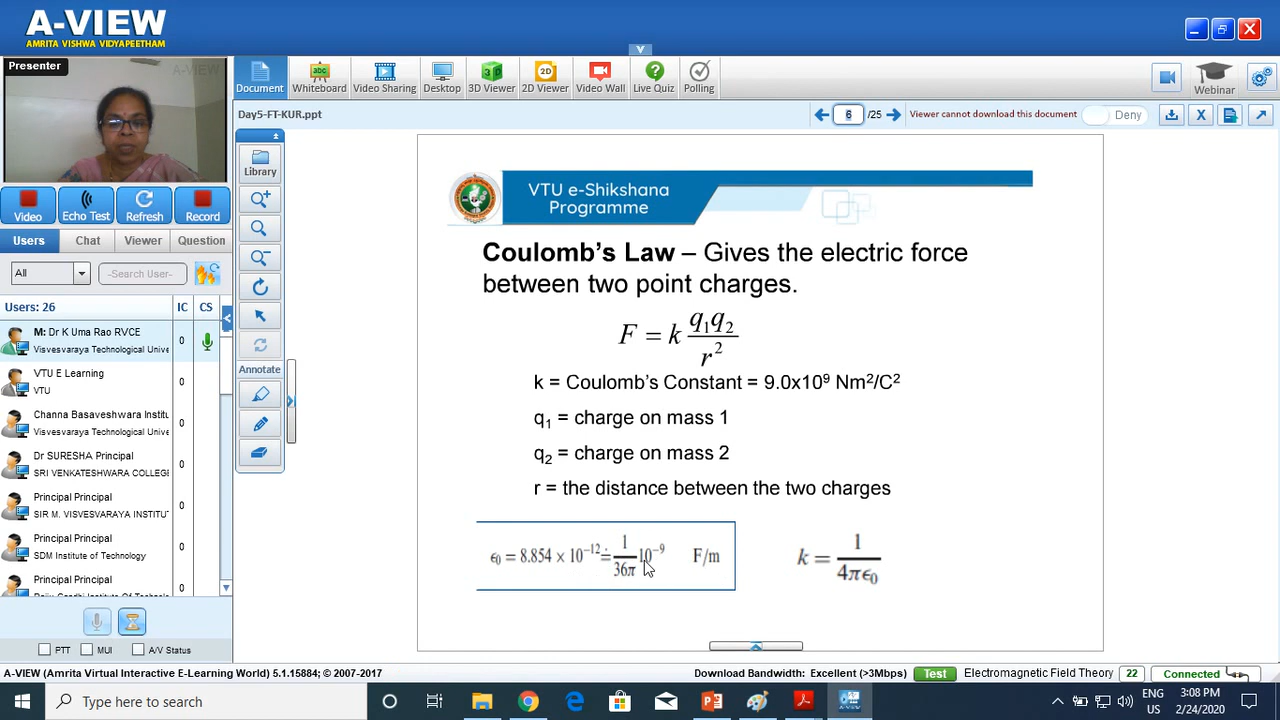 A-VIEW
AMRITA VISHWA VIDYAPEETHAM
Presenter
A-VIEW
Video
Echo Test
Refresh
Record
Users
Chat
Viewer
Question
All
-Search User-
Users: 26
IC
CS
M: Dr K Uma Rao RVCE
Visvesvaraya Technological Unive
0
VTU E Learning
VTU
0
Channa Basaveshwara Institu
Visvesvaraya Technological Unive
0
Dr SURESHA Principal
SRI VENKATESHWARA COLLEGE
0
Principal Principal
SIR M. VISVESVARAYA INSTITUT
0
Principal Principal
SDM Institute of Technology
0
Principal Principal
0
PTT
MUI
A/V Status
Document
Whiteboard
Video Sharing
Desktop
3D Viewer
2D Viewer
Video Wall
Live Quiz
Polling
Webinar
Day5-FT-KUR.ppt
6 /25
Viewer cannot download this document
Deny
Library
Annotate
VTU e-Shikshana
Programme
Coulomb's Law – Gives the electric force
between two point charges.
F = k q₁q₂ / r²
k = Coulomb's Constant = 9.0x10⁹ Nm²/C²
q₁ = charge on mass 1
q₂ = charge on mass 2
r = the distance between the two charges
ϵ₀ = 8.854 × 10⁻¹² ≐ 1/36π 10⁻⁹ F/m
k = 1/4πϵ₀
A-VIEW (Amrita Virtual Interactive E-Learning World) 5.1.15884; © 2007-2017
Download Bandwidth: Excellent (>3Mbps)
Test
Electromagnetic Field Theory
22
Connected
Type here to search
ENG
US
3:08 PM
2/24/2020